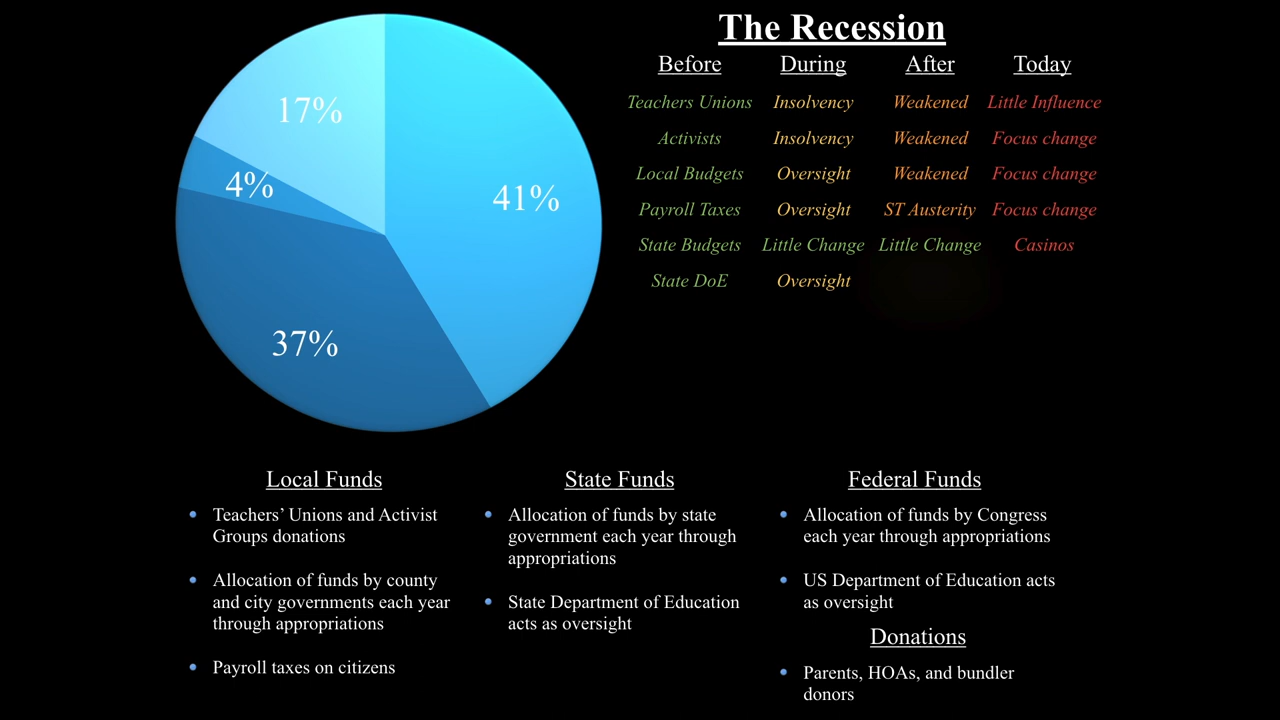 17%
4%
41%
37%
The Recession
Before During After Today
Teachers Unions Insolvency Weakened Little Influence
Activists Insolvency Weakened Focus change
Local Budgets Oversight Weakened Focus change
Payroll Taxes Oversight ST Austerity Focus change
State Budgets Little Change Little Change Casinos
State DoE Oversight
Local Funds
Teachers’ Unions and Activist
Groups donations
Allocation of funds by county
and city governments each year
through appropriations
Payroll taxes on citizens
State Funds
Allocation of funds by state
government each year through
appropriations
State Department of Education
acts as oversight
Federal Funds
Allocation of funds by Congress
each year through appropriations
US Department of Education acts
as oversight
Donations
Parents, HOAs, and bundler
donors